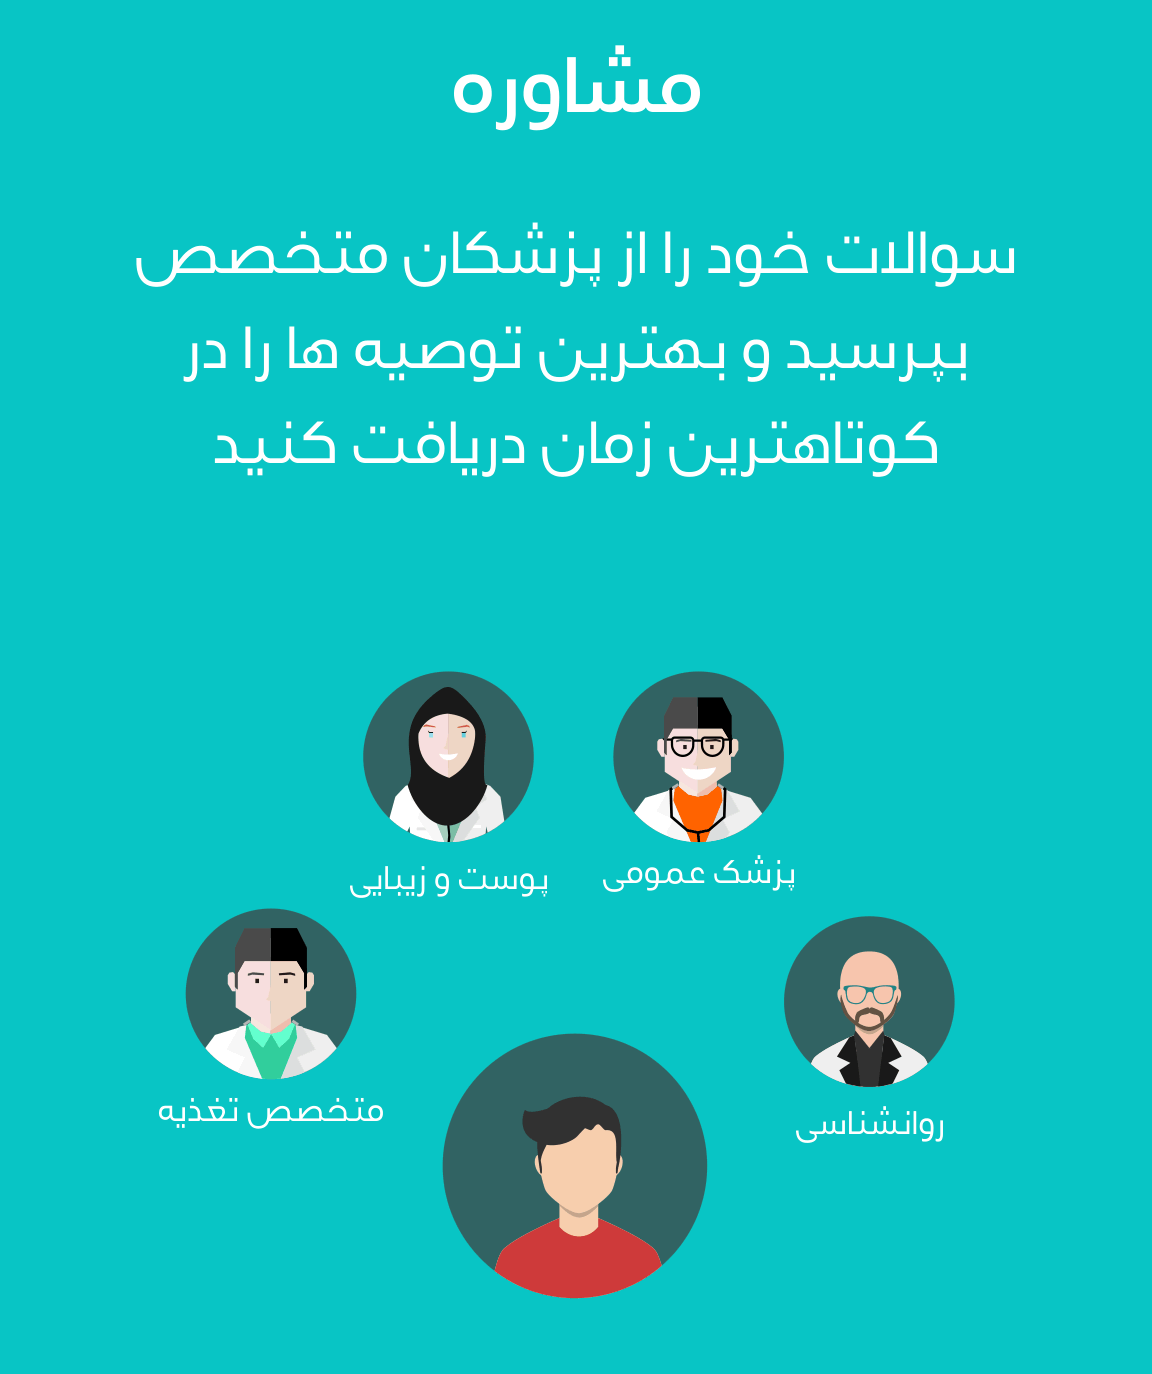 مشاوره
سوالات خود را از پزشکان متخصص
بپرسید و بهترین توصیه ها را در
کوتاهترین زمان دریافت کنید
پزشک عمومی
پوست و زیبایی
متخصص تغذیه
روانشناسی